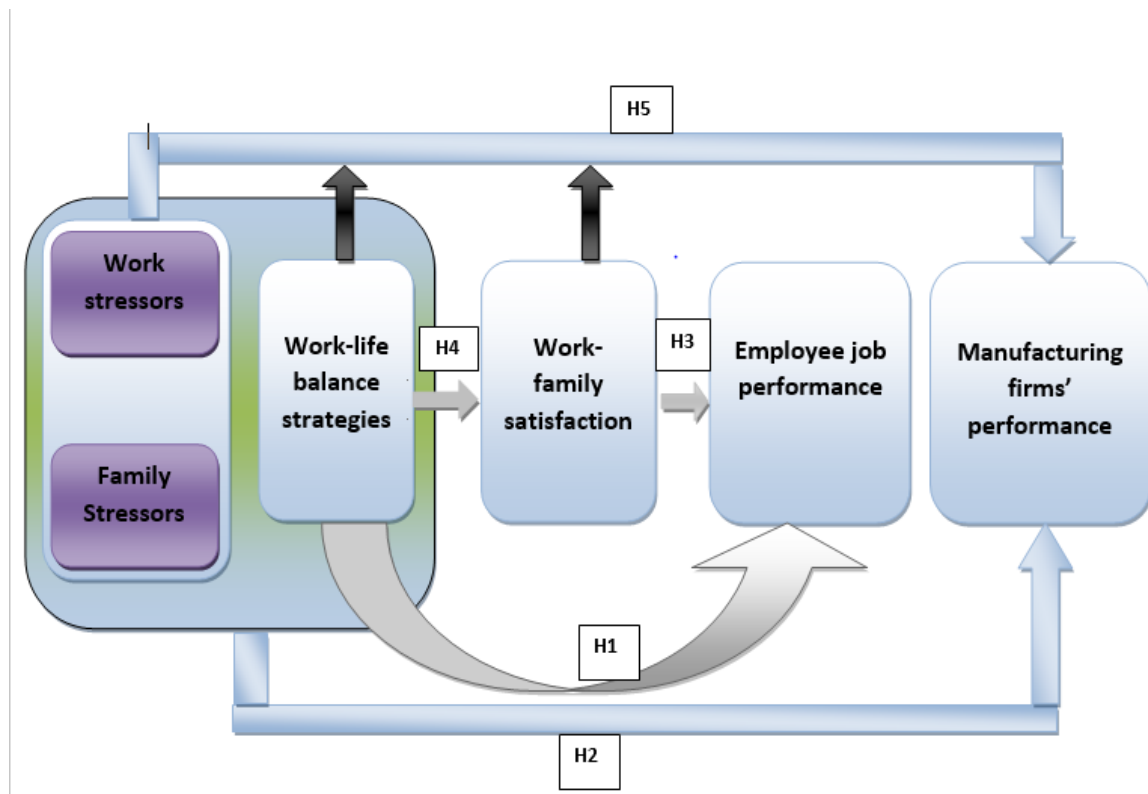 H5
Work
stressors
Family
Stressors
Work-life
balance
strategies
H4
Work-
family
satisfaction
H3
Employee job
performance
Manufacturing
firms’
performance
H1
H2